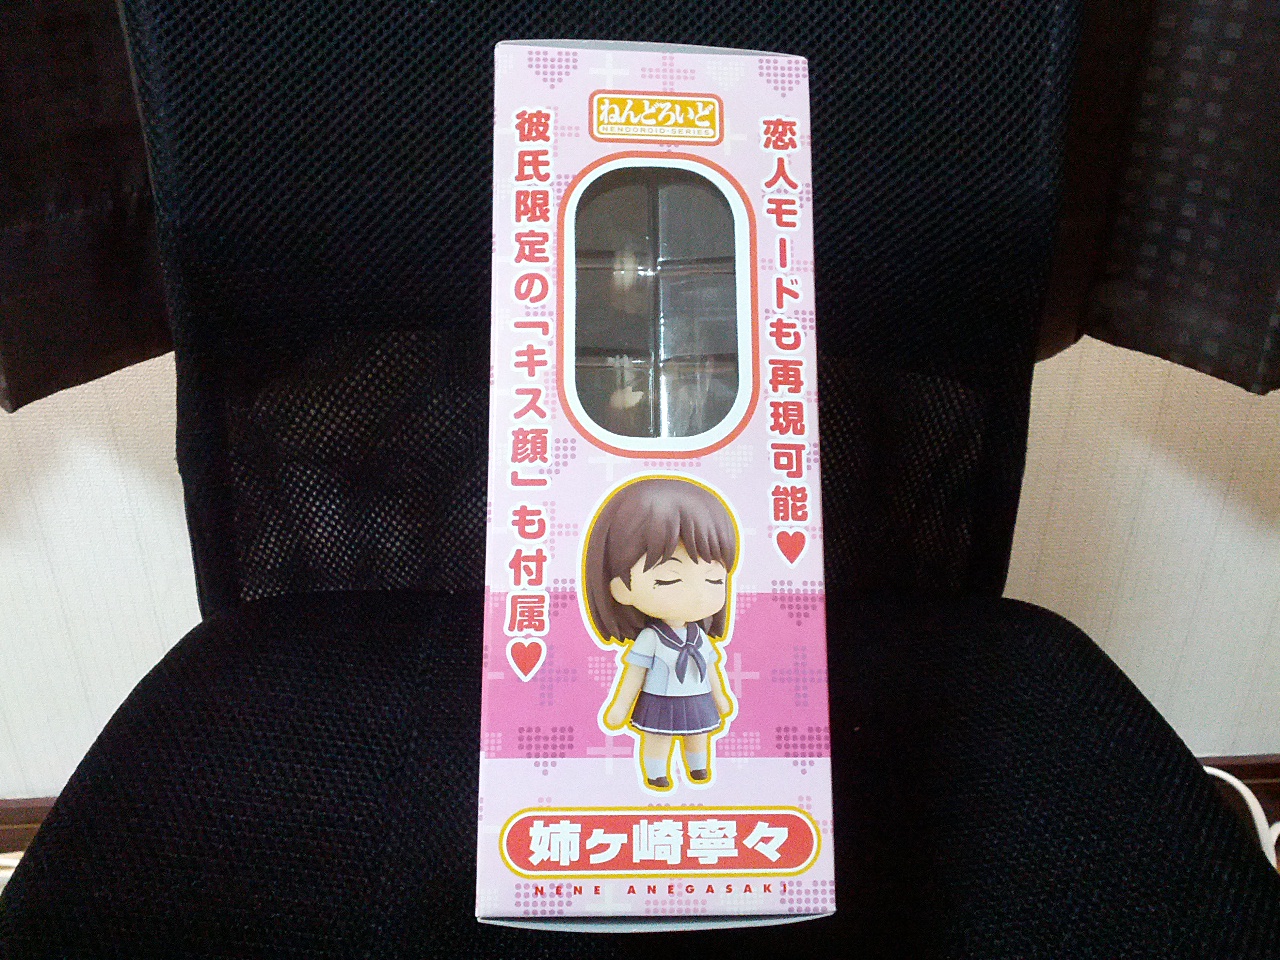 ねんどろいど
NENDOROID-SERIES
恋人モードも再現可能♥
彼氏限定の「キス顔」も付属♥
姉ヶ崎寧々
NENE ANEGASAKI